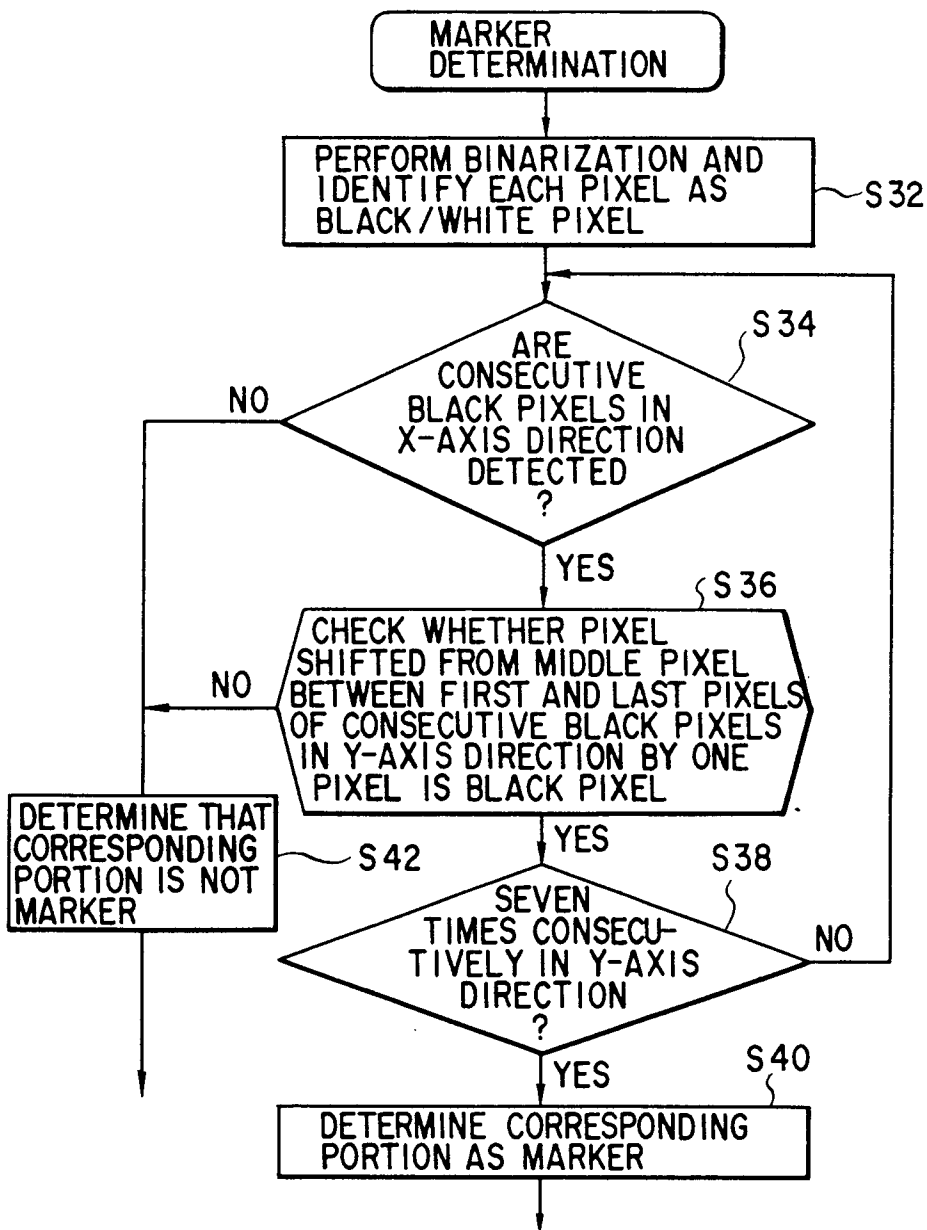 MARKER
DETERMINATION
PERFORM BINARIZATION AND
IDENTIFY EACH PIXEL AS
BLACK/WHITE PIXEL
S32
S34
ARE
CONSECUTIVE
BLACK PIXELS IN
X-AXIS DIRECTION
DETECTED
?
NO
YES
S36
CHECK WHETHER PIXEL
SHIFTED FROM MIDDLE PIXEL
BETWEEN FIRST AND LAST PIXELS
OF CONSECUTIVE BLACK PIXELS
IN Y-AXIS DIRECTION BY ONE
PIXEL IS BLACK PIXEL
NO
YES
DETERMINE THAT
CORRESPONDING
PORTION IS NOT
MARKER
S42
S38
SEVEN
TIMES CONSECU-
TIVELY IN Y-AXIS
DIRECTION
?
NO
YES
S40
DETERMINE CORRESPONDING
PORTION AS MARKER